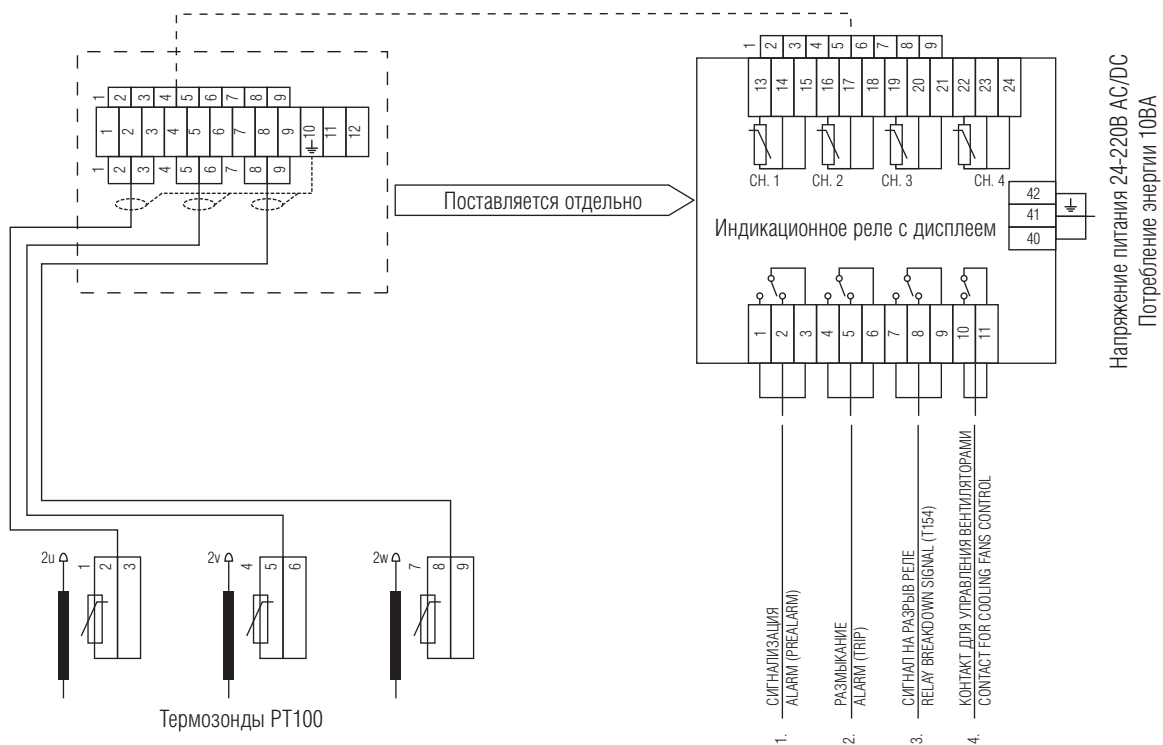 1 2 3 4 5 6 7 8 9
1 2 3 4 5 6 7 8 9 10 11 12
1 2 3 4 5 6 7 8 9
Поставляется отдельно
1 2 3 4 5 6 7 8 9
13 14 15 16 17 18 19 20 21 22 23 24
CH. 1 CH. 2 CH. 3 CH. 4
42
41
40
Индикационное реле с дисплеем
1 2 3 4 5 6 7 8 9 10 11
Напряжение питания 24-220В AC/DC
Потребление энергии 10ВА
2u 1 2 3
2v 4 5 6
2w 7 8 9
Термозонды PT100
1. СИГНАЛИЗАЦИЯ
ALARM (PREALARM)
2. РАЗМЫКАНИЕ
ALARM (TRIP)
3. СИГНАЛ НА РАЗРЫВ РЕЛЕ
RELAY BREAKDOWN SIGNAL (T154)
4. КОНТАКТ ДЛЯ УПРАВЛЕНИЯ ВЕНТИЛЯТОРАМИ
CONTACT FOR COOLING FANS CONTROL